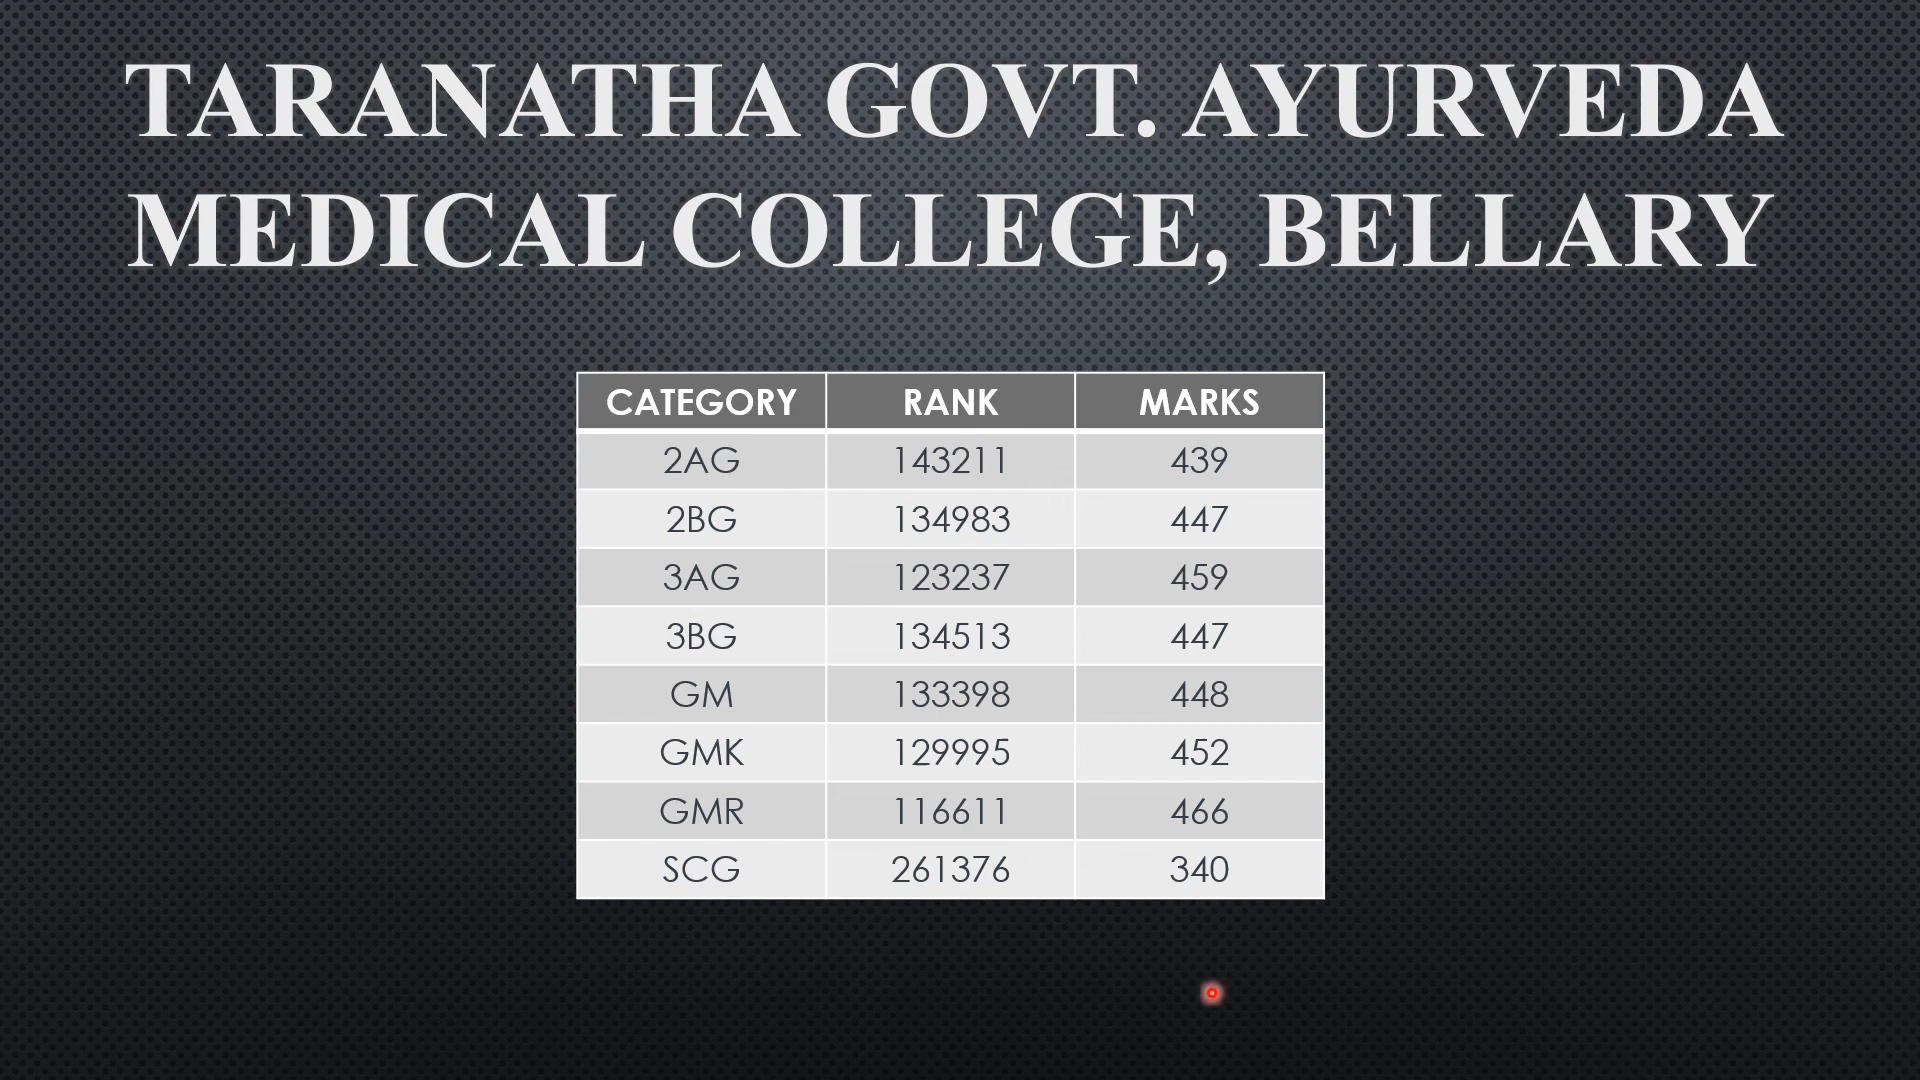 TARANATHA GOVT. AYURVEDA
MEDICAL COLLEGE, BELLARY
CATEGORY RANK MARKS
2AG 143211 439
2BG 134983 447
3AG 123237 459
3BG 134513 447
GM 133398 448
GMK 129995 452
GMR 116611 466
SCG 261376 340